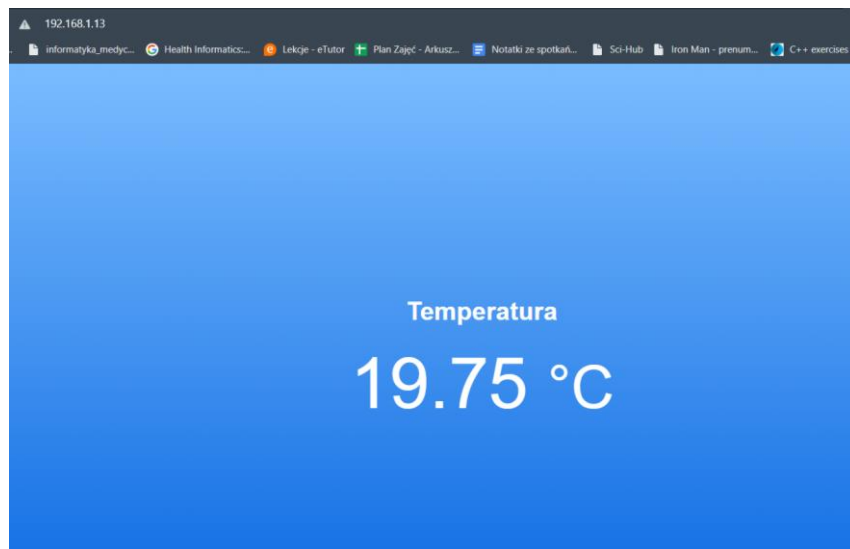 192.168.1.13
informatyka_medyc... Health Informatics:... Lekcje - eTutor Plan Zajęć - Arkusz... Notatki ze spotkań... Sci-Hub Iron Man - prenum... C++ exercises
Temperatura
19.75 °C